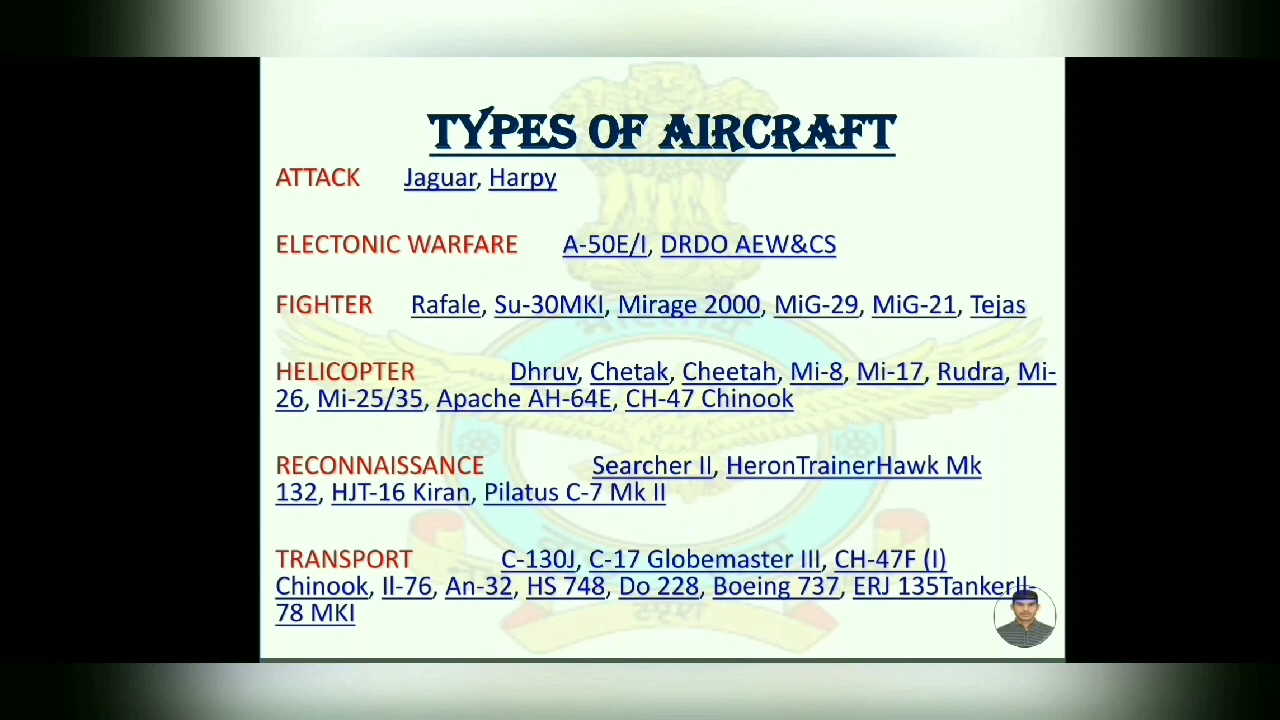 TYPES OF AIRCRAFT
ATTACK Jaguar, Harpy
ELECTONIC WARFARE A-50E/I, DRDO AEW&CS
FIGHTER Rafale, Su-30MKI, Mirage 2000, MiG-29, MiG-21, Tejas
HELICOPTER Dhruv, Chetak, Cheetah, Mi-8, Mi-17, Rudra, Mi-
26, Mi-25/35, Apache AH-64E, CH-47 Chinook
RECONNAISSANCE Searcher II, HeronTrainerHawk Mk
132, HJT-16 Kiran, Pilatus C-7 Mk II
TRANSPORT C-130J, C-17 Globemaster III, CH-47F (I)
Chinook, Il-76, An-32, HS 748, Do 228, Boeing 737, ERJ 135TankerIl-
78 MKI